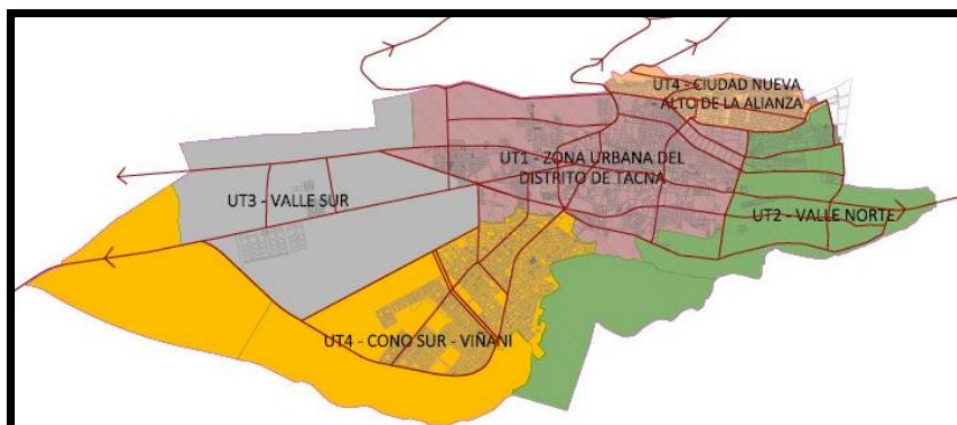 UT4 - CIUDAD NUEVA
- ALTO DE LA ALIANZA
UT1 - ZONA URBANA DEL
DISTRITO DE TACNA
UT3 - VALLE SUR
UT2 - VALLE NORTE
UT4 - CONO SUR - VIÑANI